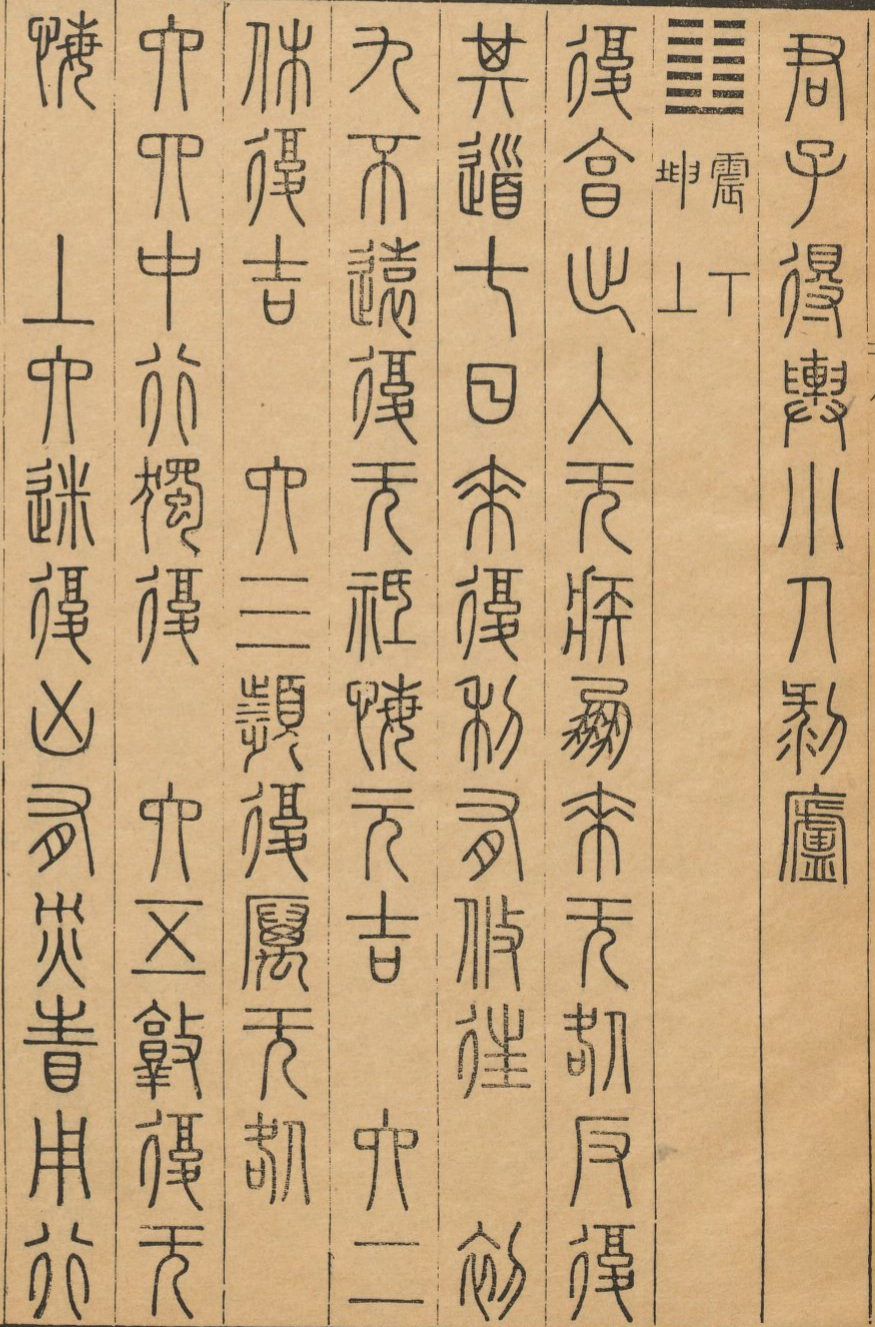 君子得輿小人剝廬
震下
坤上
復亨出入无疾朋來无咎反復
其道七日來復利有攸往　初
九不遠復无祗悔元吉　六二
休復吉　六三頻復厲无咎
六四中行獨復　六五敦復无
悔　上六迷復凶有災眚用行